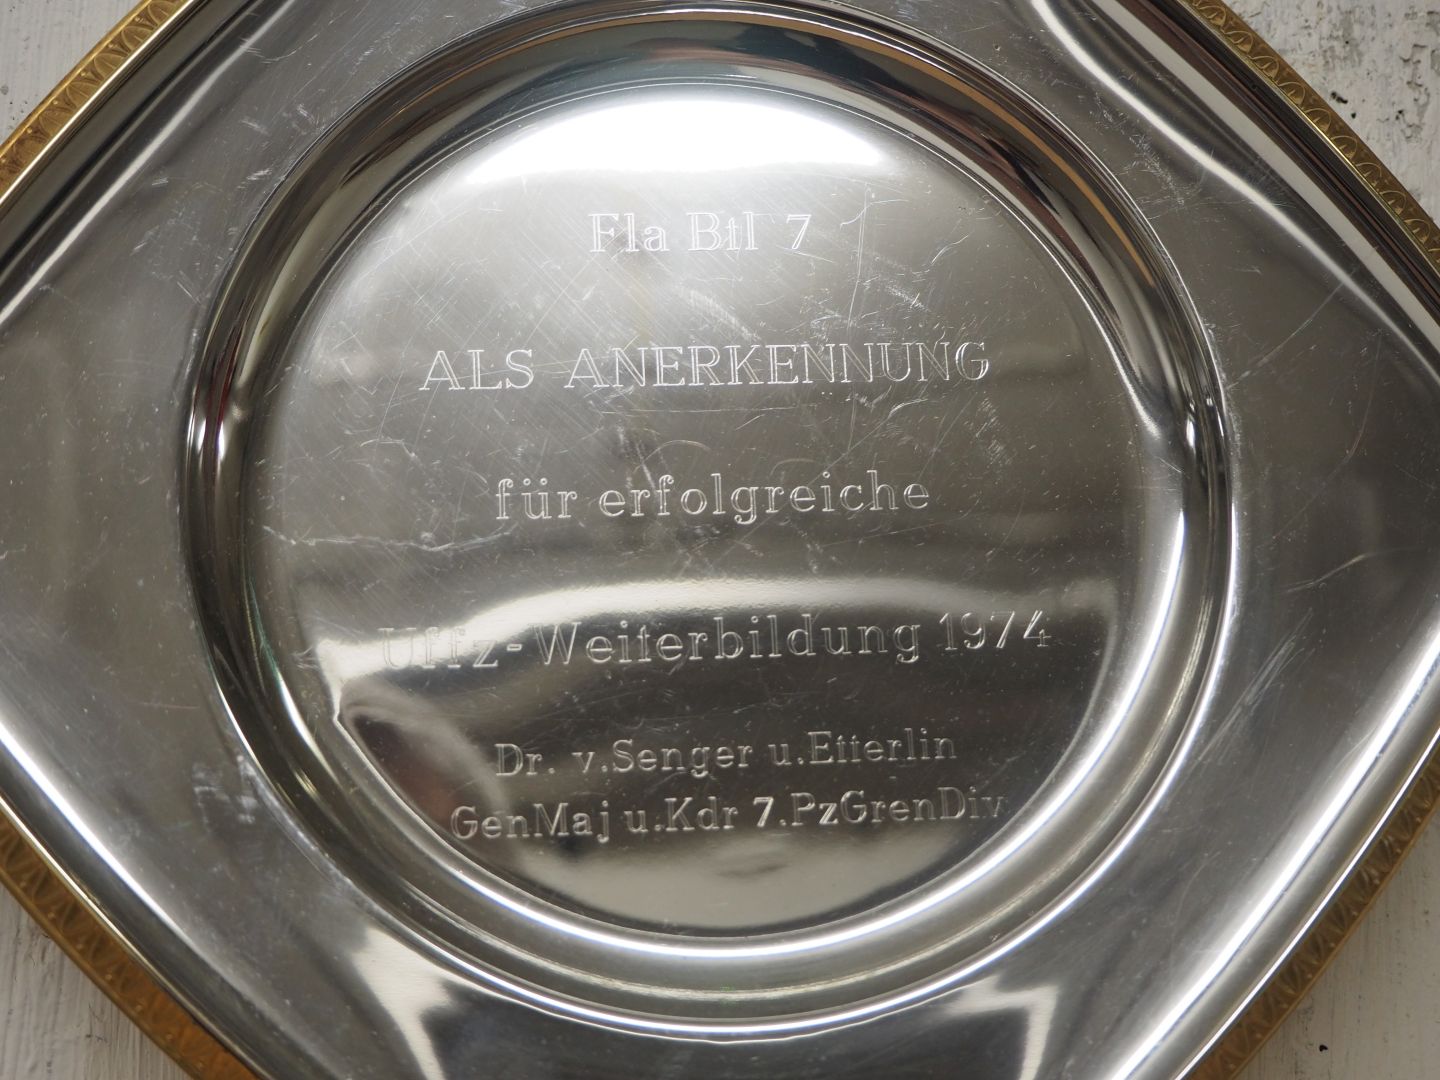 Fla Btl 7
ALS ANERKENNUNG
für erfolgreiche
Uffz-Weiterbildung 1974
Dr. v.Senger u.Etterlin
GenMaj u.Kdr 7.PzGrenDiv